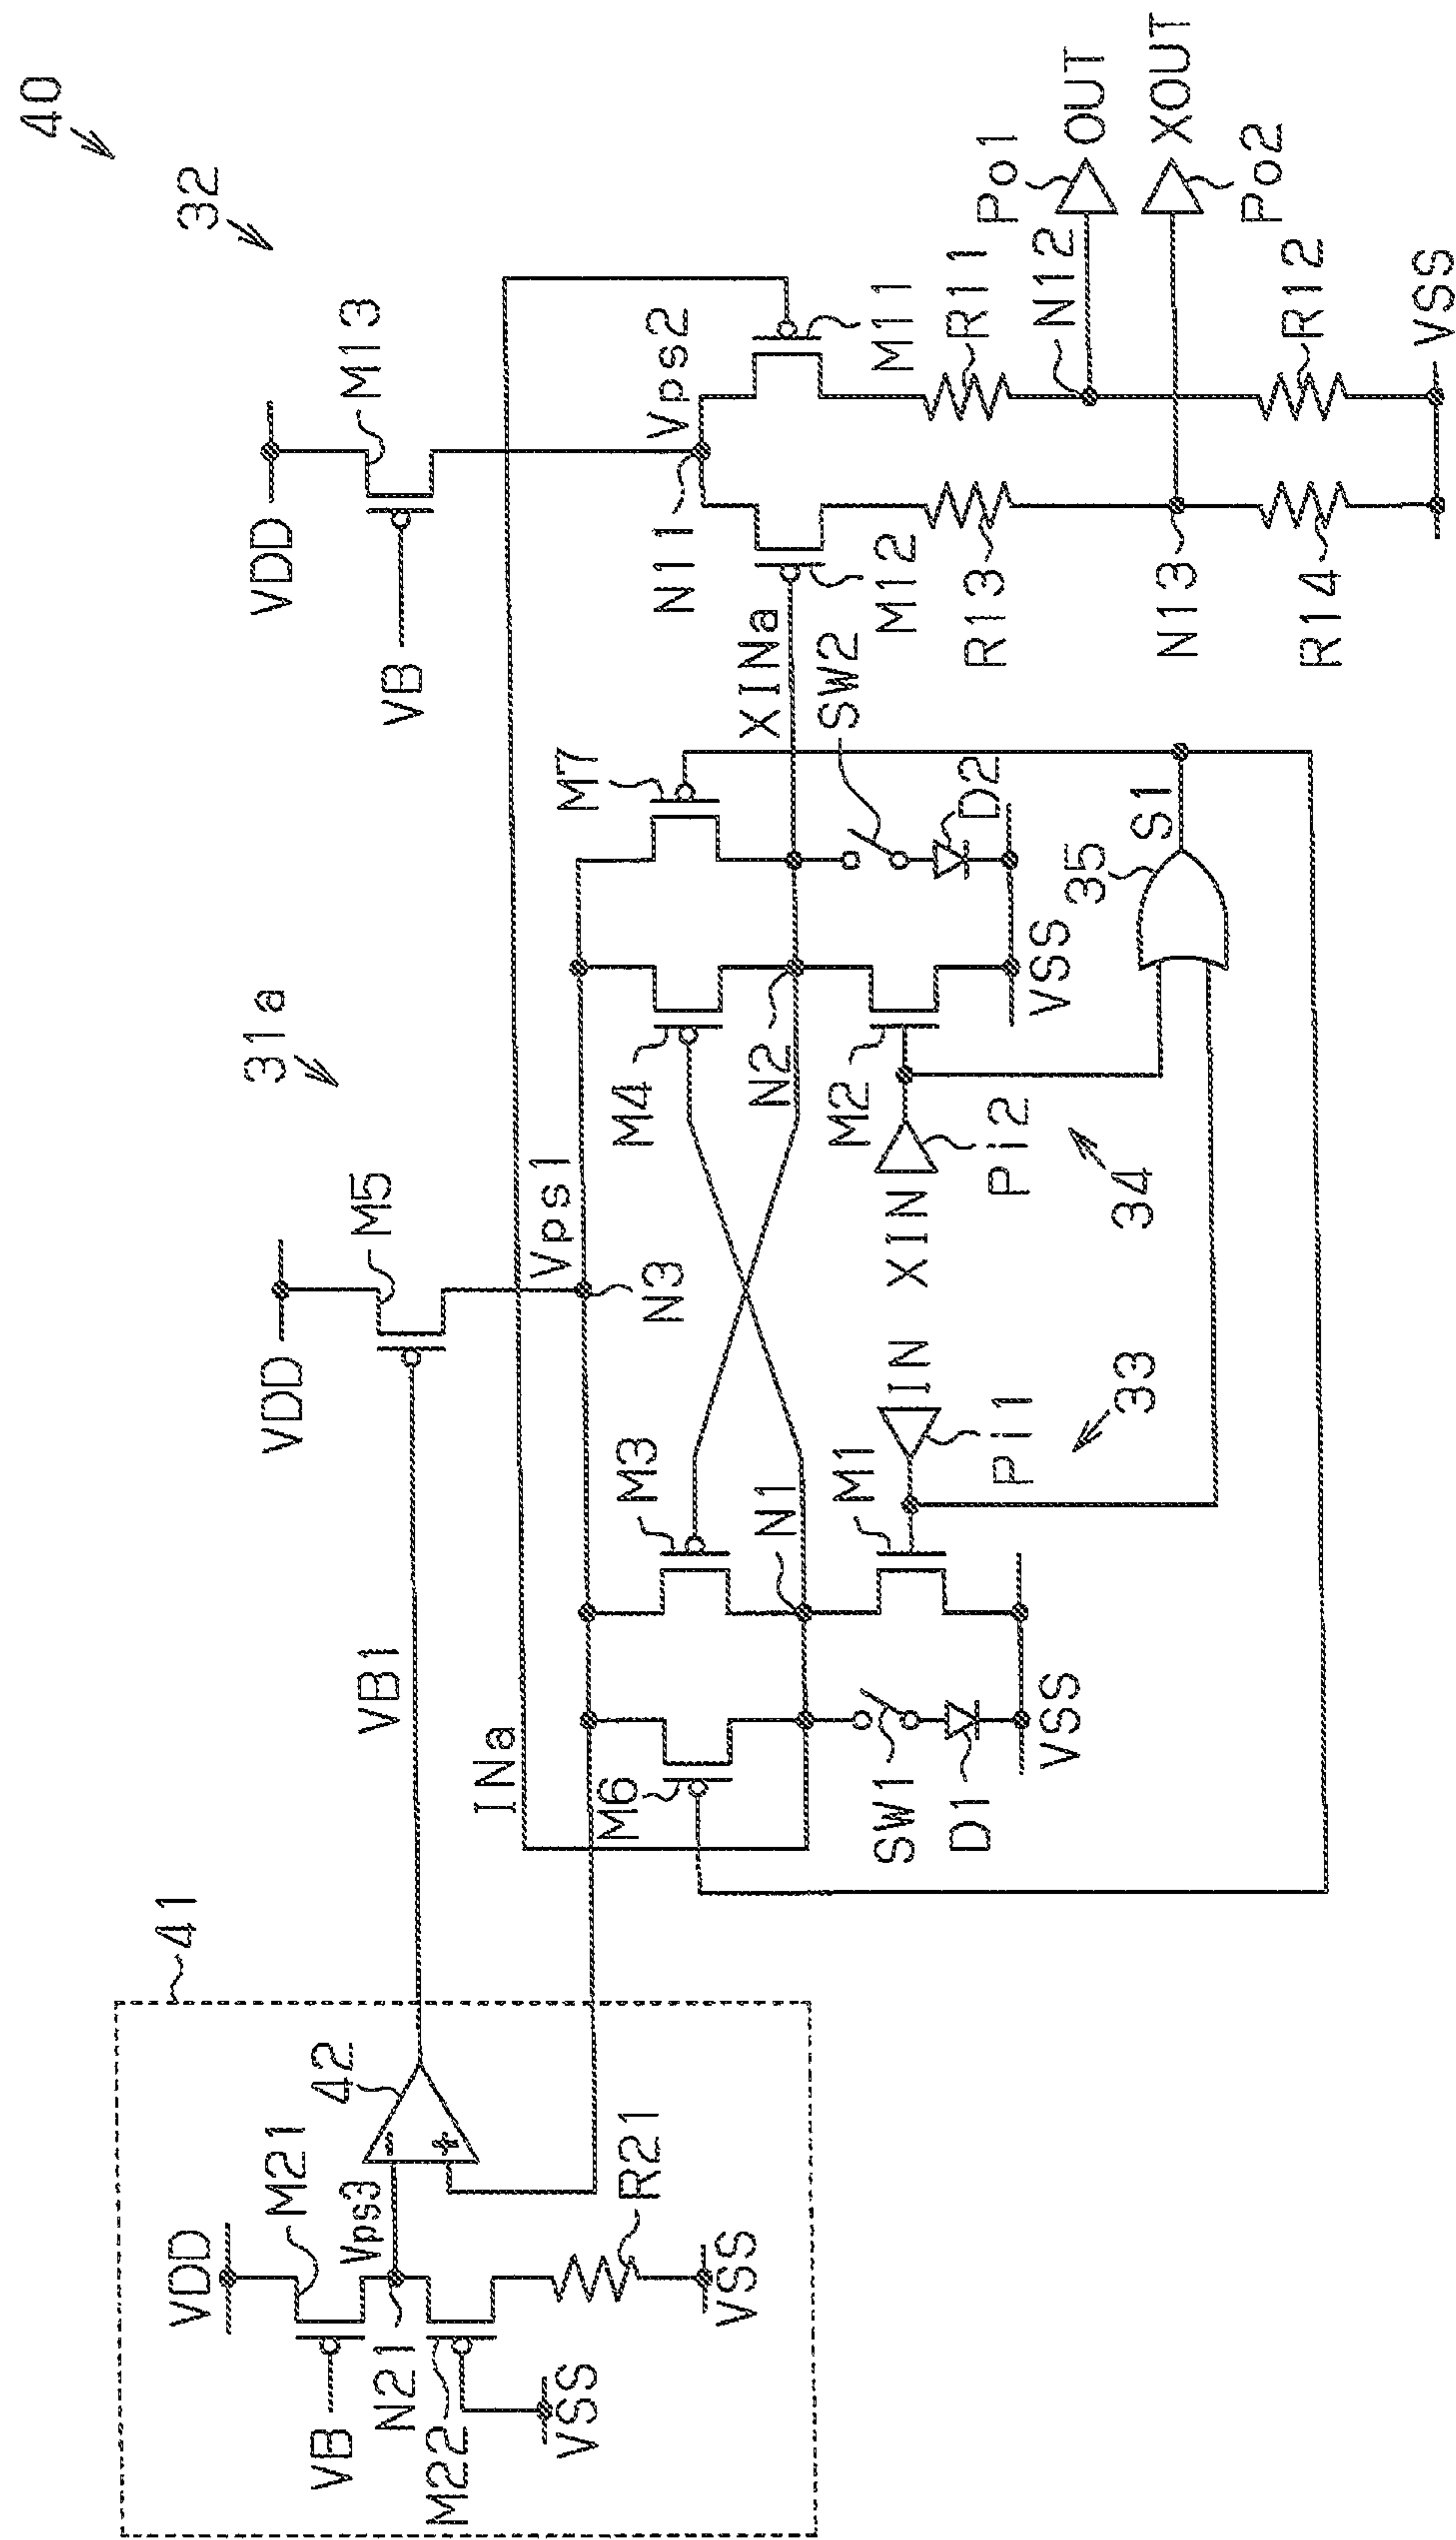 40
32
31a
41
VDD
M13
VB
Vps2
N11
M11
M12
XINa
R11
R13
N12
N13
Po1
OUT
XOUT
Po2
R12
R14
VSS
VDD
M5
Vps1
N3
M7
M4
N2
SW2
D2
M2
VSS
35
S1
XIN
Pi2
34
IN
Pi1
33
M3
N1
M1
M6
INa
SW1
D1
VSS
VB1
42
-
+
VDD
M21
VB
Vps3
N21
M22
R21
VSS
VSS